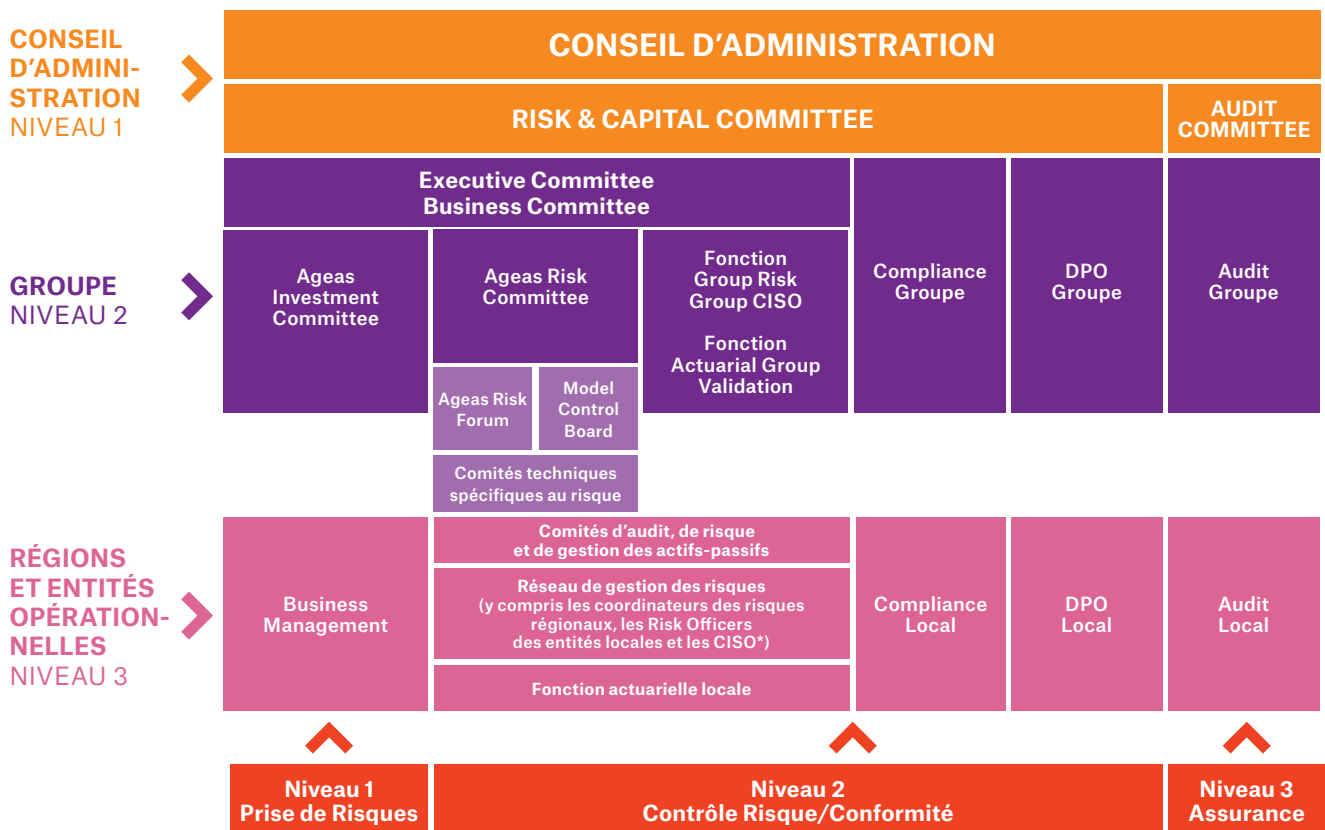 CONSEIL
D'ADMINI-
STRATION
NIVEAU 1
CONSEIL D'ADMINISTRATION
RISK & CAPITAL COMMITTEE
AUDIT
COMMITTEE
GROUPE
NIVEAU 2
Executive Committee
Business Committee
Ageas
Investment
Committee
Ageas Risk
Committee
Fonction
Group Risk
Group CISO
Fonction
Actuarial Group
Validation
Compliance
Groupe
DPO
Groupe
Audit
Groupe
Ageas Risk
Forum
Model
Control
Board
Comités techniques
spécifiques au risque
RÉGIONS
ET ENTITÉS
OPÉRATION-
NELLES
NIVEAU 3
Business
Management
Comités d'audit, de risque
et de gestion des actifs-passifs
Réseau de gestion des risques
(y compris les coordinateurs des risques
régionaux, les Risk Officers
des entités locales et les CISO*)
Fonction actuarielle locale
Compliance
Local
DPO
Local
Audit
Local
Niveau 1
Prise de Risques
Niveau 2
Contrôle Risque/Conformité
Niveau 3
Assurance